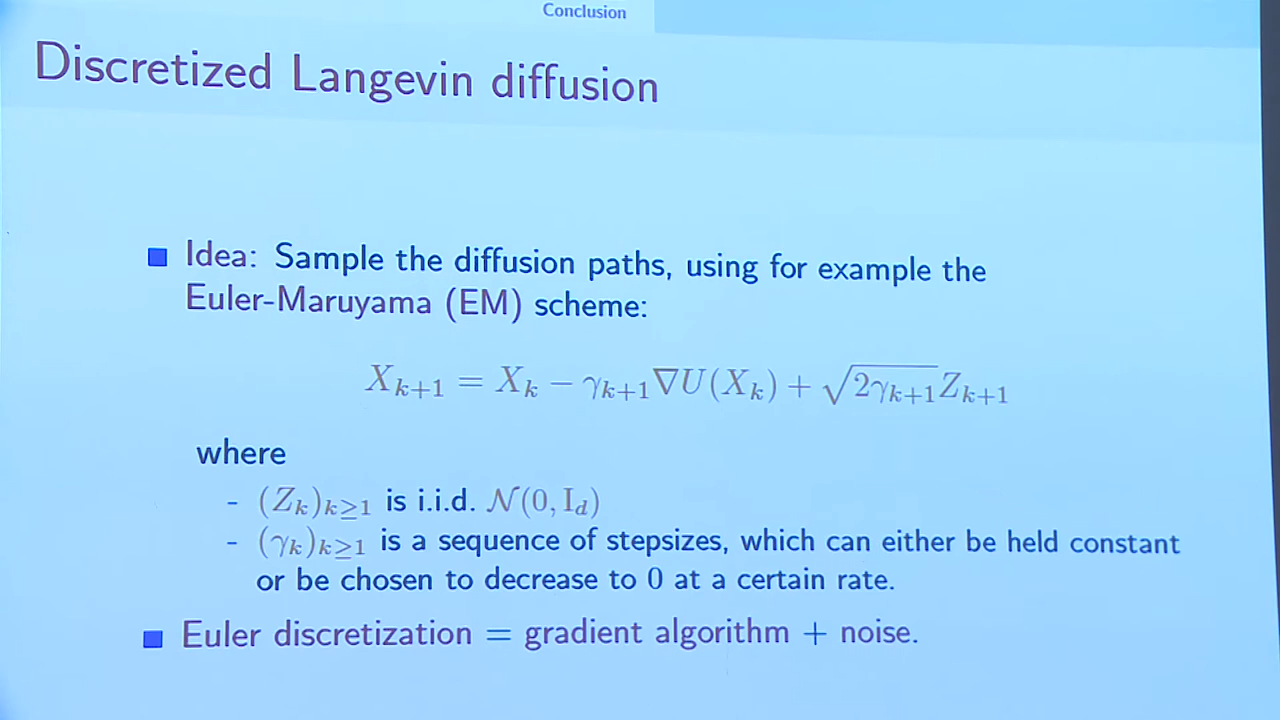 Conclusion
Discretized Langevin diffusion
Idea: Sample the diffusion paths, using for example the
Euler-Maruyama (EM) scheme:
X_{k+1} = X_k − γ_{k+1}∇U(X_k) + √(2γ_{k+1}) Z_{k+1}
where
- (Z_k)_{k≥1} is i.i.d. 𝒩(0, I_d)
- (γ_k)_{k≥1} is a sequence of stepsizes, which can either be held constant
or be chosen to decrease to 0 at a certain rate.
Euler discretization = gradient algorithm + noise.